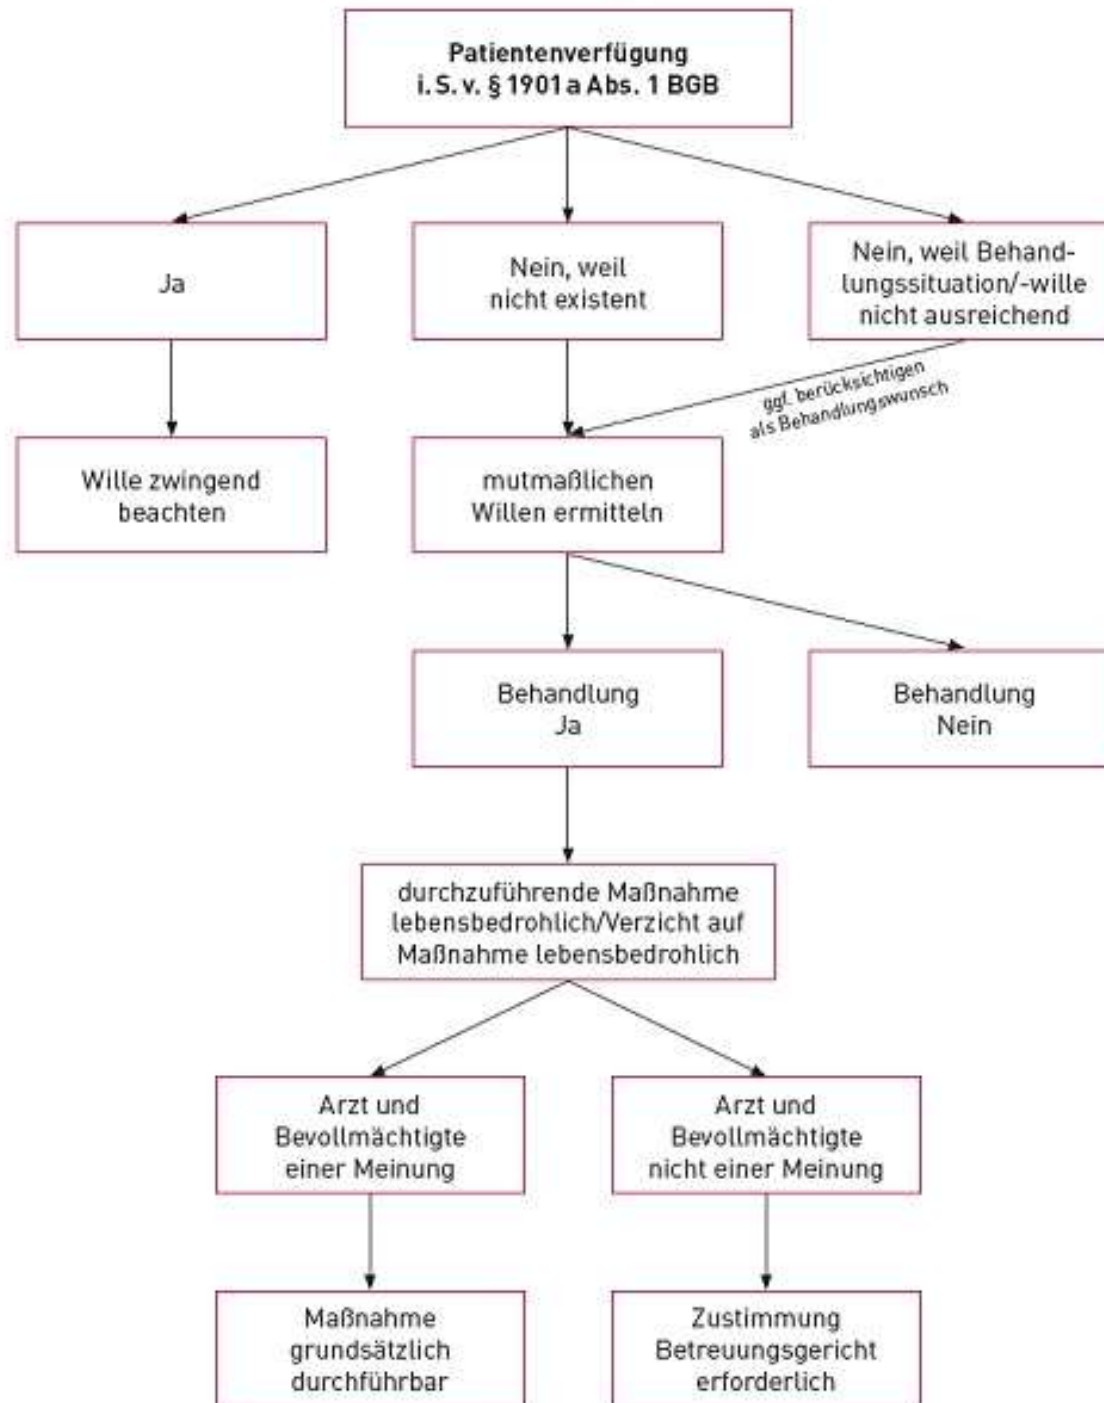 Patientenverfügung
i. S. v. § 1901 a Abs. 1 BGB
Ja
Nein, weil
nicht existent
Nein, weil Behand-
lungssituation/-wille
nicht ausreichend
ggf. berücksichtigen
als Behandlungswunsch
Wille zwingend
beachten
mutmaßlichen
Willen ermitteln
Behandlung
Ja
Behandlung
Nein
durchzuführende Maßnahme
lebensbedrohlich/Verzicht auf
Maßnahme lebensbedrohlich
Arzt und
Bevollmächtigte
einer Meinung
Arzt und
Bevollmächtigte
nicht einer Meinung
Maßnahme
grundsätzlich
durchführbar
Zustimmung
Betreuungsgericht
erforderlich